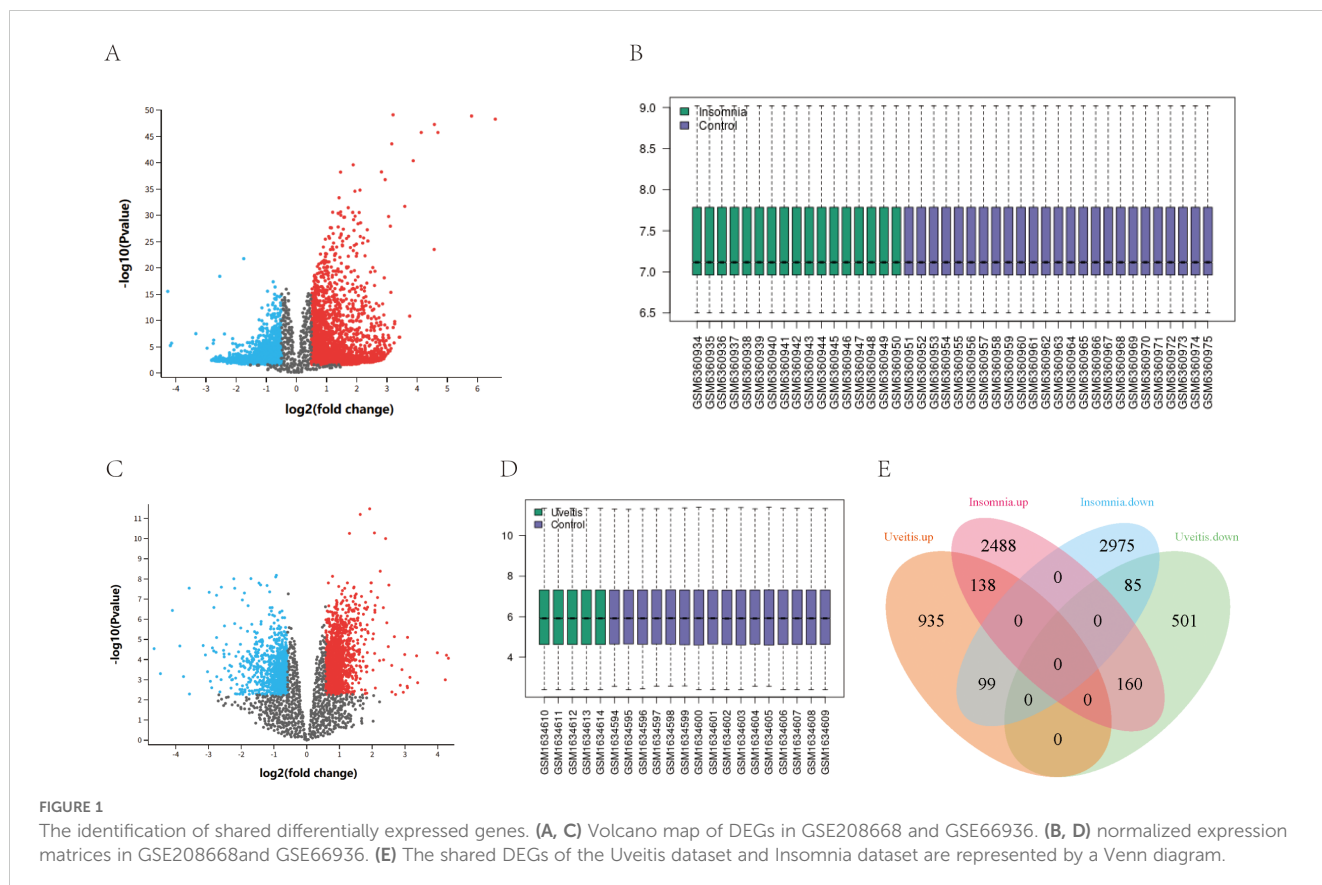 A
50
45
40
35
30
25
20
15
10
5
0
-log10(Pvalue)
-4 -3 -2 -1 0 1 2 3 4 5 6
log2(fold change)
B
Insomnia
Control
9.0
8.5
8.0
7.5
7.0
6.5
GSM6360934
GSM6360935
GSM6360936
GSM6360937
GSM6360938
GSM6360939
GSM6360940
GSM6360941
GSM6360942
GSM6360943
GSM6360944
GSM6360945
GSM6360946
GSM6360947
GSM6360948
GSM6360949
GSM6360950
GSM6360951
GSM6360952
GSM6360953
GSM6360954
GSM6360955
GSM6360956
GSM6360957
GSM6360958
GSM6360959
GSM6360960
GSM6360961
GSM6360962
GSM6360963
GSM6360964
GSM6360965
GSM6360966
GSM6360967
GSM6360968
GSM6360969
GSM6360970
GSM6360971
GSM6360972
GSM6360973
GSM6360974
GSM6360975
C
11
10
9
8
7
6
5
4
3
2
1
0
-log10(Pvalue)
-4 -3 -2 -1 0 1 2 3 4
log2(fold change)
D
Uveitis
Control
10
8
6
4
GSM1634610
GSM1634611
GSM1634612
GSM1634613
GSM1634614
GSM1634594
GSM1634595
GSM1634596
GSM1634597
GSM1634598
GSM1634599
GSM1634600
GSM1634601
GSM1634602
GSM1634603
GSM1634604
GSM1634605
GSM1634606
GSM1634607
GSM1634608
GSM1634609
E
Insomnia.up Insomnia.down
Uveitis.up Uveitis.down
2488 2975
0
138 85
935 0 0 501
0
99 160
0 0
0
FIGURE 1
The identification of shared differentially expressed genes. (A, C) Volcano map of DEGs in GSE208668 and GSE66936. (B, D) normalized expression
matrices in GSE208668and GSE66936. (E) The shared DEGs of the Uveitis dataset and Insomnia dataset are represented by a Venn diagram.